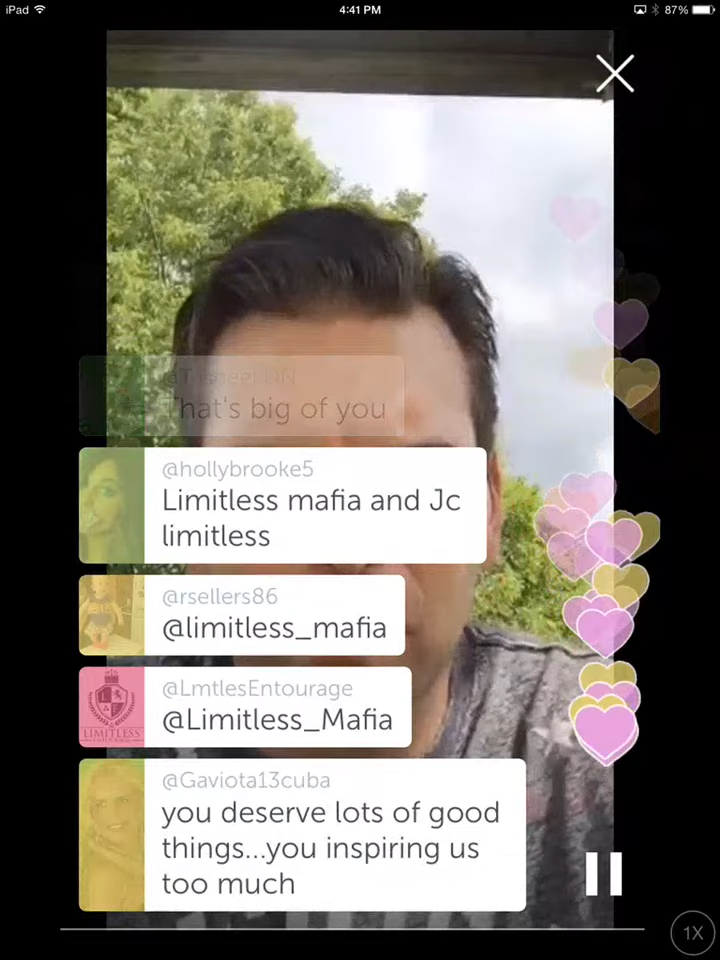 iPad
4:41 PM
87%
That's big of you
@hollybrooke5
Limitless mafia and Jc
limitless
@rsellers86
@limitless_mafia
@LmtlesEntourage
@Limitless_Mafia
LIMITLESS
@Gaviota13cuba
you deserve lots of good
things...you inspiring us
too much
1X